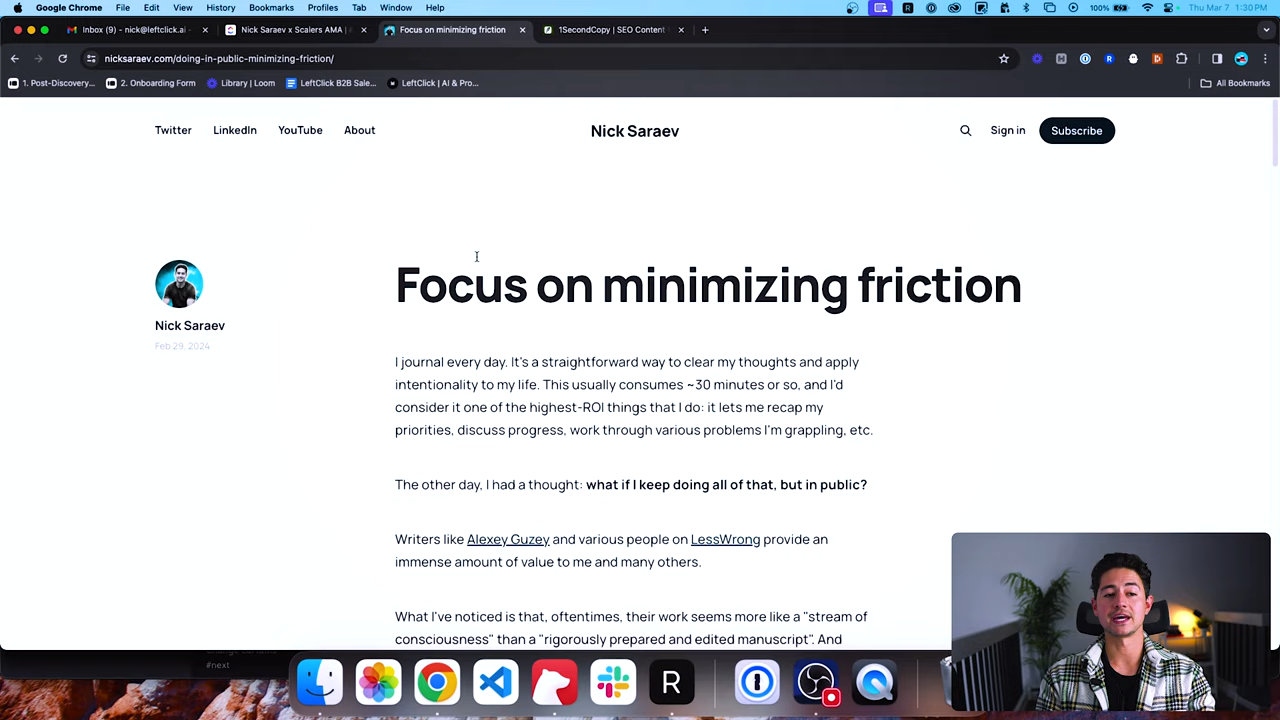 Google Chrome File Edit View History Bookmarks Profiles Tab Window Help 100% Thu Mar 7 1:30 PM
Inbox (9) - nick@leftclick.ai - Nick Saraev x Scalers AMA | Focus on minimizing friction 1SecondCopy | SEO Content
nicksaraev.com/doing-in-public-minimizing-friction/
1. Post-Discovery... 2. Onboarding Form Library | Loom LeftClick B2B Sale... LeftClick | AI & Pro... All Bookmarks
Twitter LinkedIn YouTube About Nick Saraev Sign in Subscribe
Focus on minimizing friction
Nick Saraev
Feb 29, 2024
I journal every day. It's a straightforward way to clear my thoughts and apply
intentionality to my life. This usually consumes ~30 minutes or so, and I'd
consider it one of the highest-ROI things that I do: it lets me recap my
priorities, discuss progress, work through various problems I'm grappling, etc.
The other day, I had a thought: what if I keep doing all of that, but in public?
Writers like Alexey Guzey and various people on LessWrong provide an
immense amount of value to me and many others.
What I've noticed is that, oftentimes, their work seems more like a "stream of
consciousness" than a "rigorously prepared and edited manuscript". And
#next
R